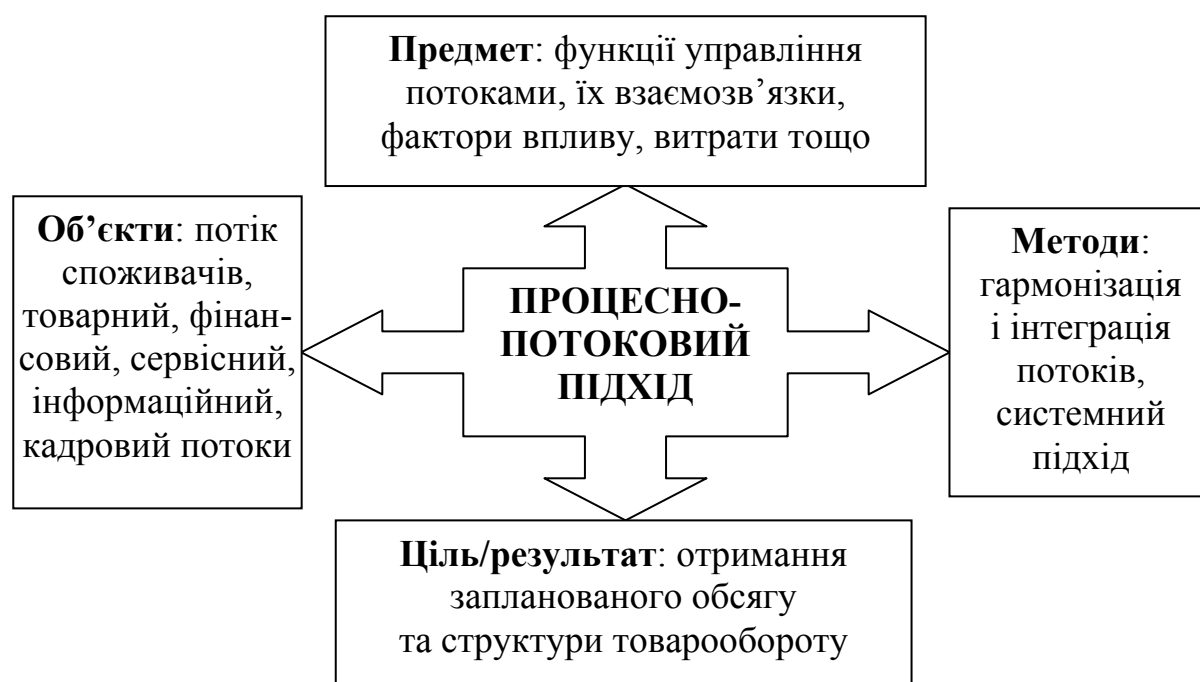 Предмет: функції управління
потоками, їх взаємозв’язки,
фактори впливу, витрати тощо
Об’єкти: потік
споживачів,
товарний, фінан-
совий, сервісний,
інформаційний,
кадровий потоки
ПРОЦЕСНО-
ПОТОКОВИЙ
ПІДХІД
Методи:
гармонізація
і інтеграція
потоків,
системний
підхід
Ціль/результат: отримання
запланованого обсягу
та структури товарообороту